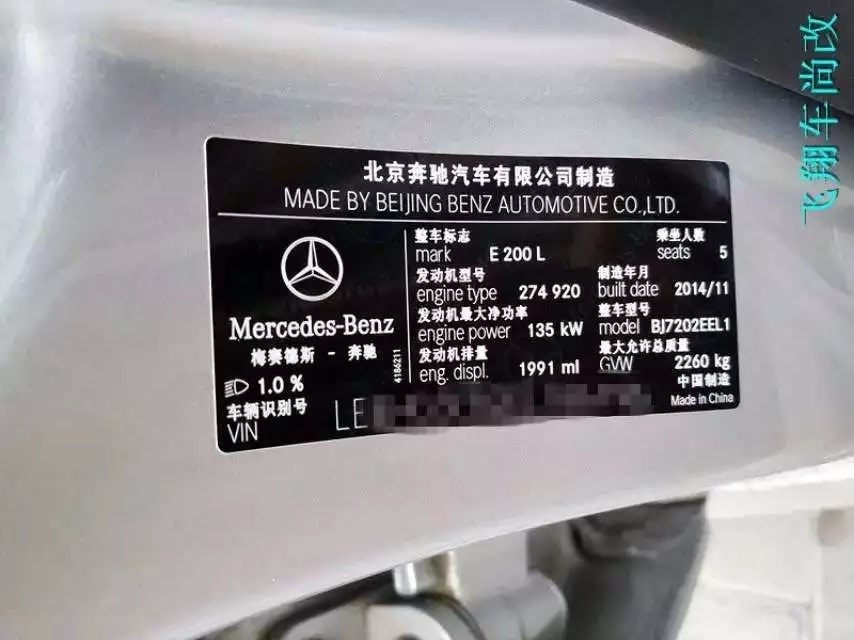 飞翔车尚改
北京奔驰汽车有限公司制造
MADE BY BEIJING BENZ AUTOMOTIVE CO.,LTD.
Mercedes-Benz
梅赛德斯 - 奔驰
1.0 %
整车标志
mark E 200 L
乘坐人数
seats 5
发动机型号
engine type 274 920
制造年月
built date 2014/11
发动机最大净功率
engine power 135 kW
整车型号
model BJ7202EEL1
发动机排量
eng. displ. 1991 ml
最大允许总质量
GVW 2260 kg
4186211
中国制造
Made in China
车辆识别号
VIN LE